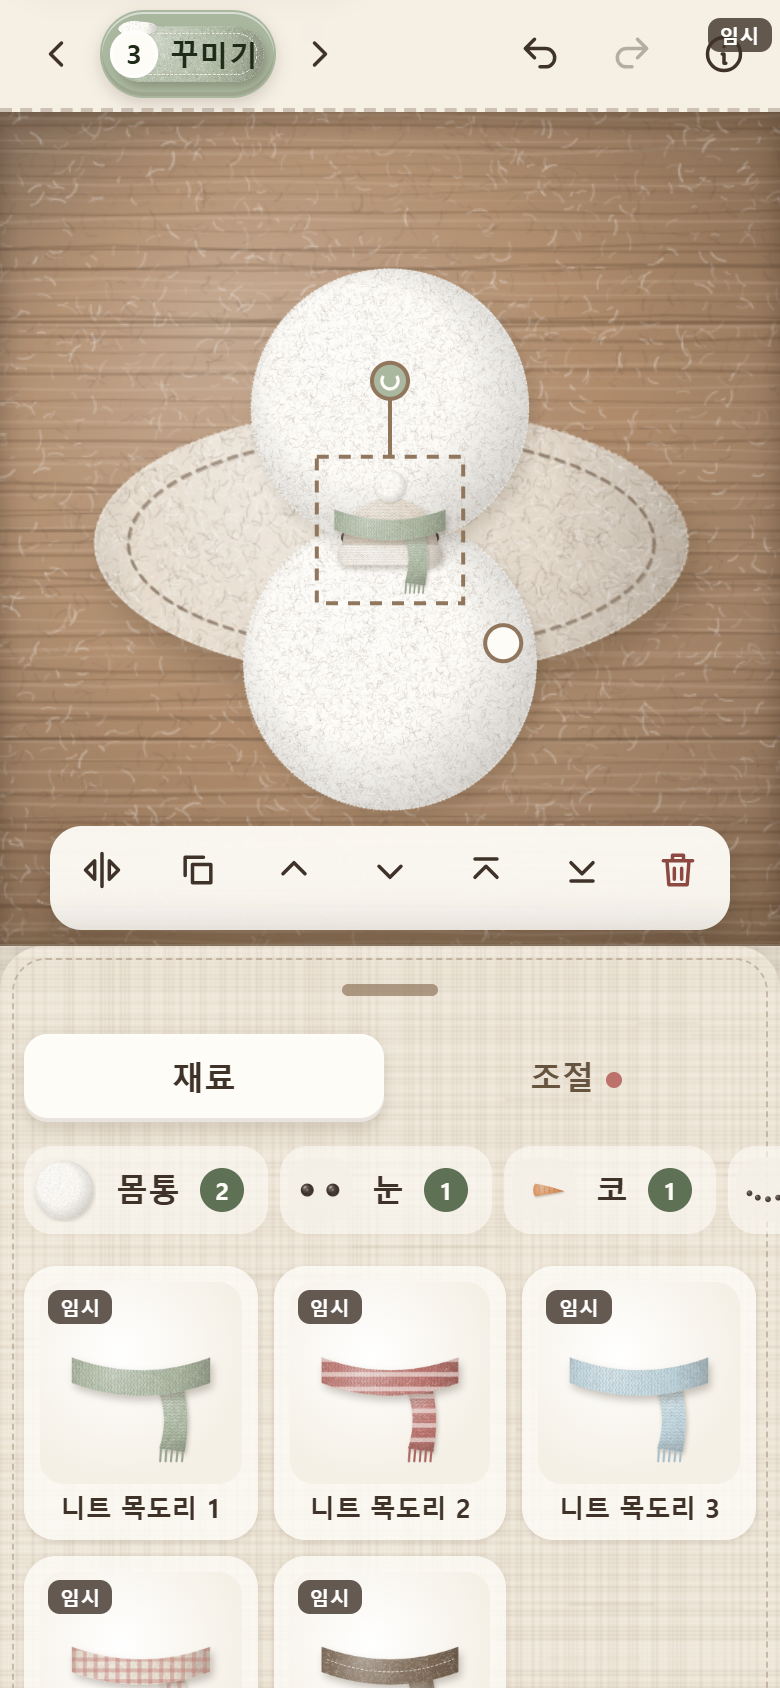 3 꾸미기
임시
재료
조절
몸통 2
눈 1
코 1
임시
임시
임시
니트 목도리 1
니트 목도리 2
니트 목도리 3
임시
임시